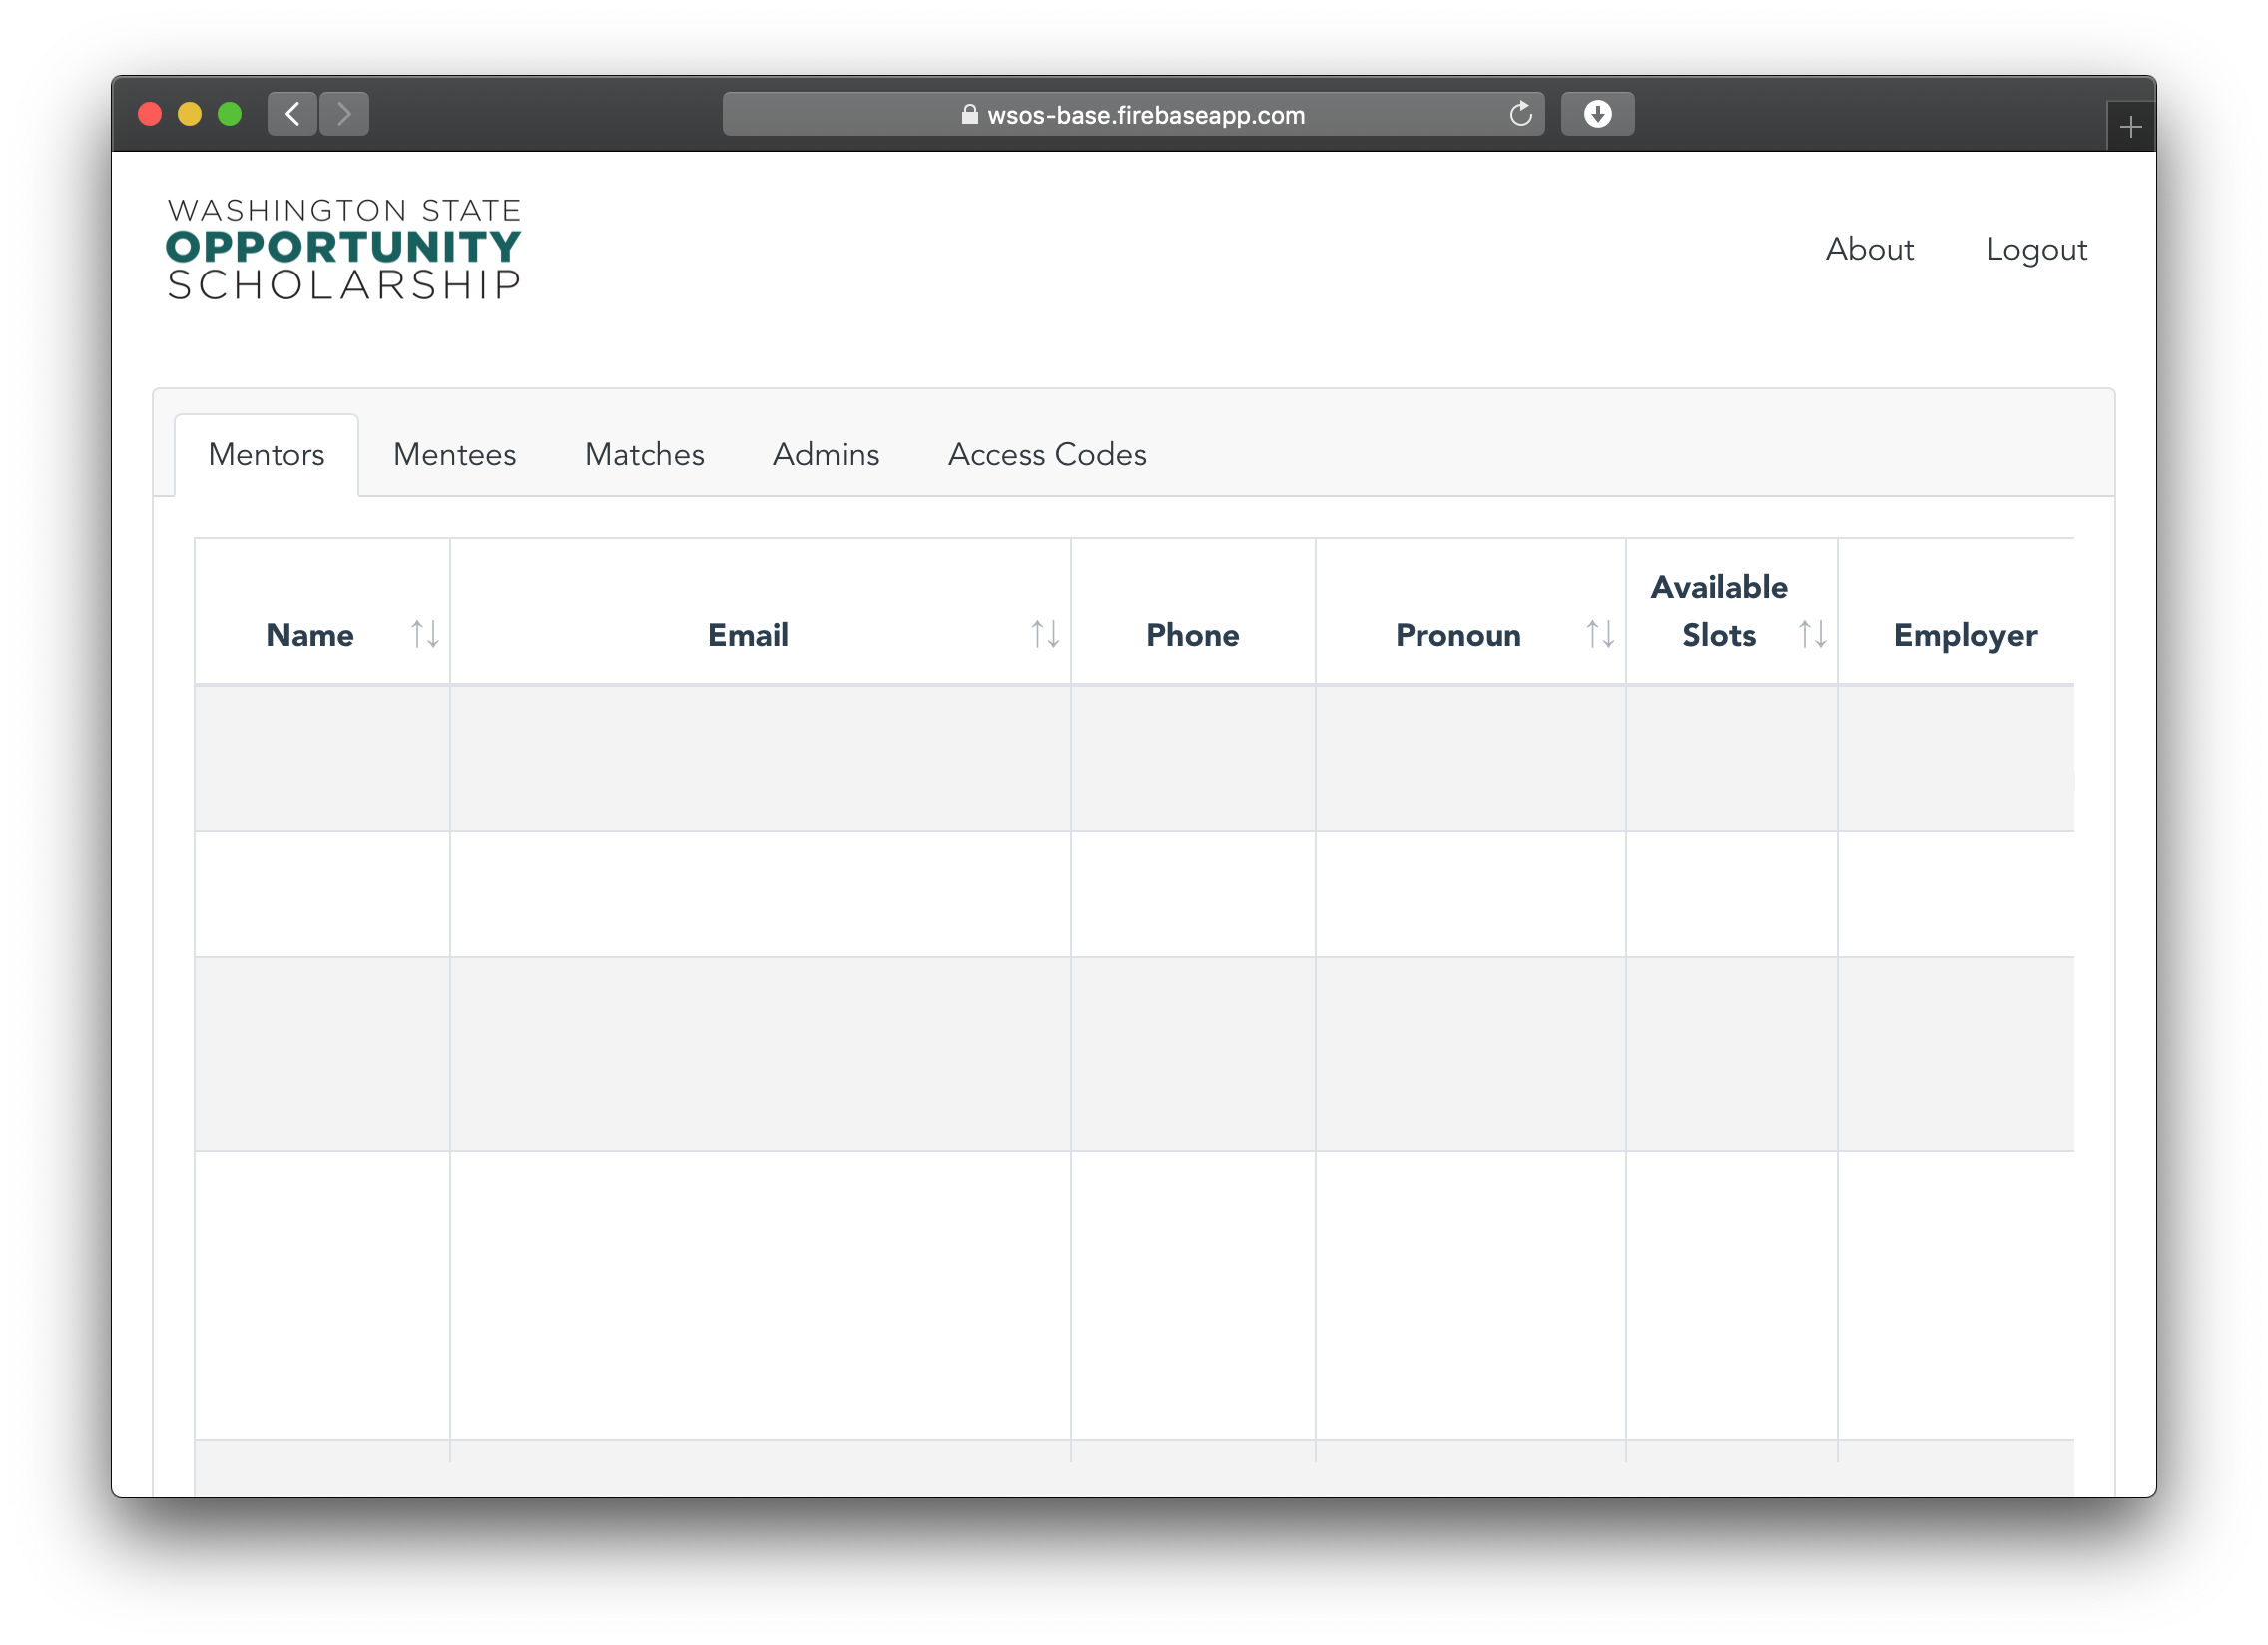 wsos-base.firebaseapp.com
WASHINGTON STATE
OPPORTUNITY
SCHOLARSHIP
About Logout
Mentors Mentees Matches Admins Access Codes
Name Email Phone Pronoun Available Slots Employer